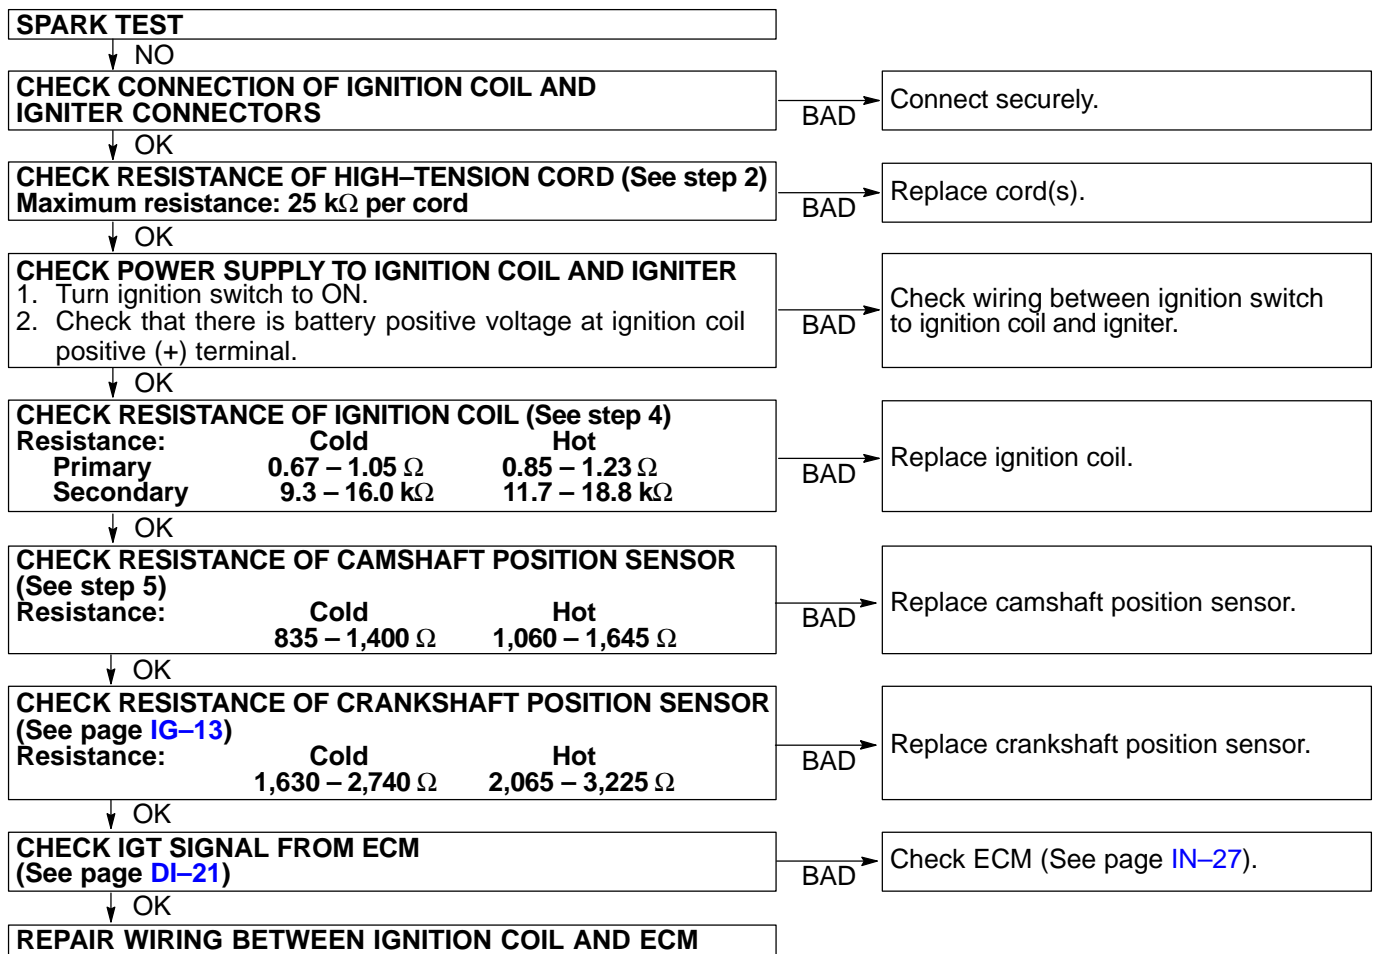 SPARK TEST
NO
CHECK CONNECTION OF IGNITION COIL AND
IGNITER CONNECTORS
BAD
Connect securely.
OK
CHECK RESISTANCE OF HIGH–TENSION CORD (See step 2)
Maximum resistance: 25 kΩ per cord
BAD
Replace cord(s).
OK
CHECK POWER SUPPLY TO IGNITION COIL AND IGNITER
1. Turn ignition switch to ON.
2. Check that there is battery positive voltage at ignition coil
positive (+) terminal.
BAD
Check wiring between ignition switch
to ignition coil and igniter.
OK
CHECK RESISTANCE OF IGNITION COIL (See step 4)
Resistance: Cold Hot
Primary 0.67 – 1.05 Ω 0.85 – 1.23 Ω
Secondary 9.3 – 16.0 kΩ 11.7 – 18.8 kΩ
BAD
Replace ignition coil.
OK
CHECK RESISTANCE OF CAMSHAFT POSITION SENSOR
(See step 5)
Resistance: Cold Hot
835 – 1,400 Ω 1,060 – 1,645 Ω
BAD
Replace camshaft position sensor.
OK
CHECK RESISTANCE OF CRANKSHAFT POSITION SENSOR
(See page IG–13)
Resistance: Cold Hot
1,630 – 2,740 Ω 2,065 – 3,225 Ω
BAD
Replace crankshaft position sensor.
OK
CHECK IGT SIGNAL FROM ECM
(See page DI–21)
BAD
Check ECM (See page IN–27).
OK
REPAIR WIRING BETWEEN IGNITION COIL AND ECM